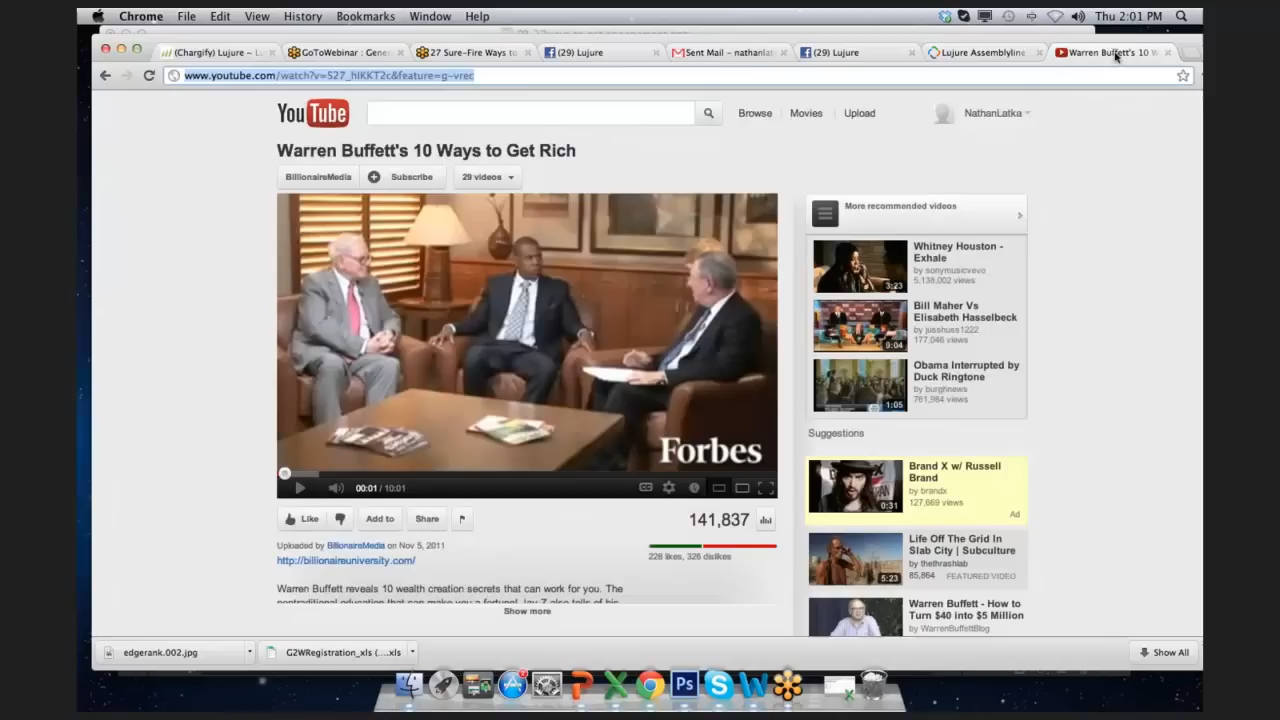 Chrome File Edit View History Bookmarks Window Help Thu 2:01 PM
(Chargify) Lujure – L GoToWebinar : Gener 27 Sure-Fire Ways to (29) Lujure Sent Mail – nathanlat (29) Lujure Lujure Assemblyline Warren Buffett's 10 W
www.youtube.com/watch?v=S27_hIKKT2c&feature=g-vrec
YouTube
Browse Movies Upload NathanLatka
Warren Buffett's 10 Ways to Get Rich
BillionaireMedia Subscribe 29 videos
Forbes
00:01 / 10:01
Like Add to Share 141,837
Uploaded by BillionaireMedia on Nov 5, 2011
228 likes, 326 dislikes
http://billionaireuniversity.com/
Warren Buffett reveals 10 wealth creation secrets that can work for you. The
Show more
More recommended videos
Whitney Houston -
Exhale
by sonymusicvevo
5,138,002 views
3:23
Bill Maher Vs
Elisabeth Hasselbeck
by jusshuss1222
177,046 views
9:04
Obama Interrupted by
Duck Ringtone
by burghnews
761,984 views
1:05
Suggestions
Brand X w/ Russell
Brand
by brandx
127,669 views
Ad
0:31
Life Off The Grid In
Slab City | Subculture
by thethrashlab
85,864 FEATURED VIDEO
5:23
Warren Buffett - How to
Turn $40 into $5 Million
by WarrenBuffettBlog
edgerank.002.jpg G2WRegistration_xls (....xls Show All
Ps